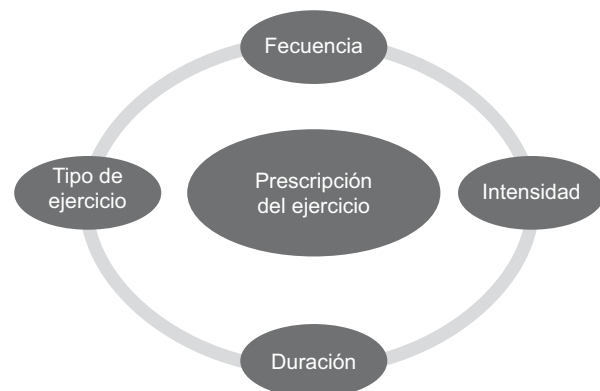 Fecuencia
Tipo de
ejercicio
Prescripción
del ejercicio
Intensidad
Duración